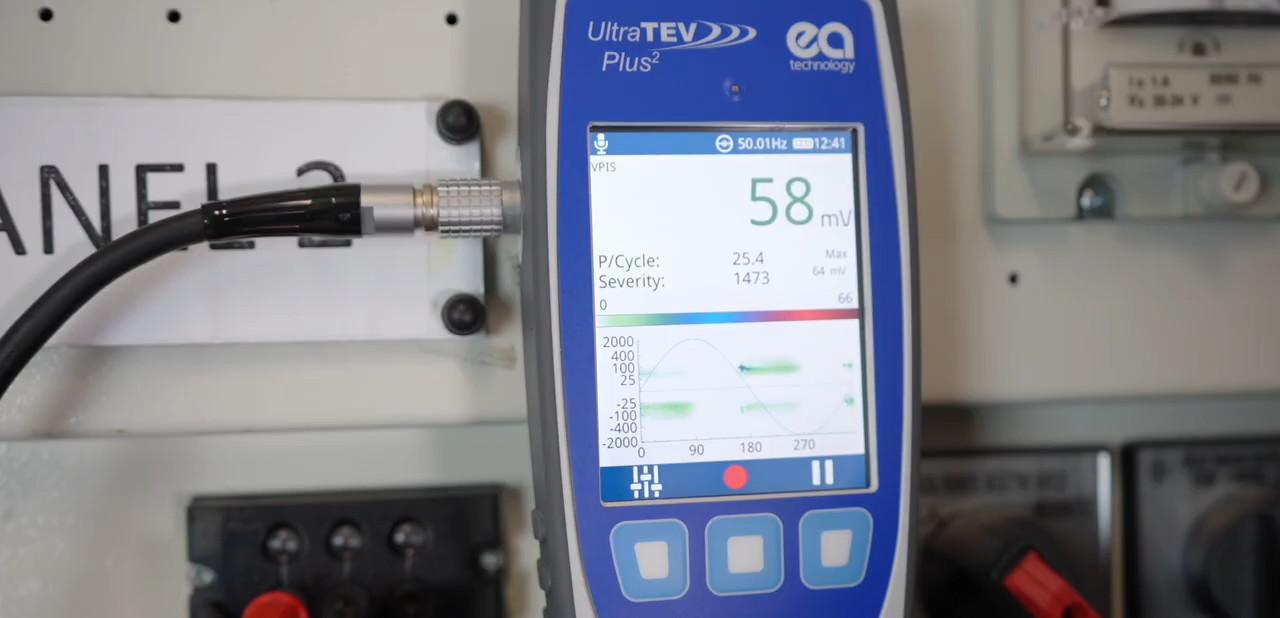 UltraTEV
Plus²
ea
technology
50.01Hz 12:41
VPIS
58 mV
P/Cycle: 25.4
Severity: 1473
Max
64 mV
0 66
2000
400
100
25
-25
-100
-400
-2000
0 90 180 270
ANEL 2